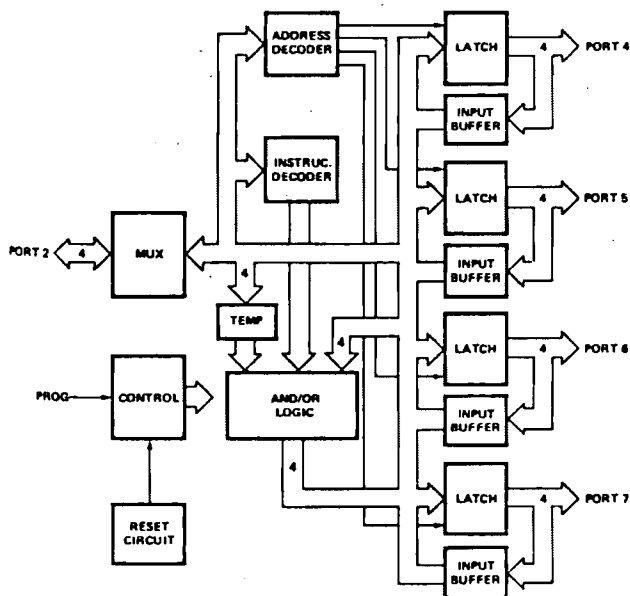 ADDRESS
DECODER
LATCH
4
PORT 4
INPUT
BUFFER
INSTRUC.
DECODER
LATCH
4
PORT 5
PORT 2
4
MUX
INPUT
BUFFER
4
TEMP
4
LATCH
4
PORT 6
PROG
CONTROL
AND/OR
LOGIC
INPUT
BUFFER
4
LATCH
4
PORT 7
RESET
CIRCUIT
INPUT
BUFFER